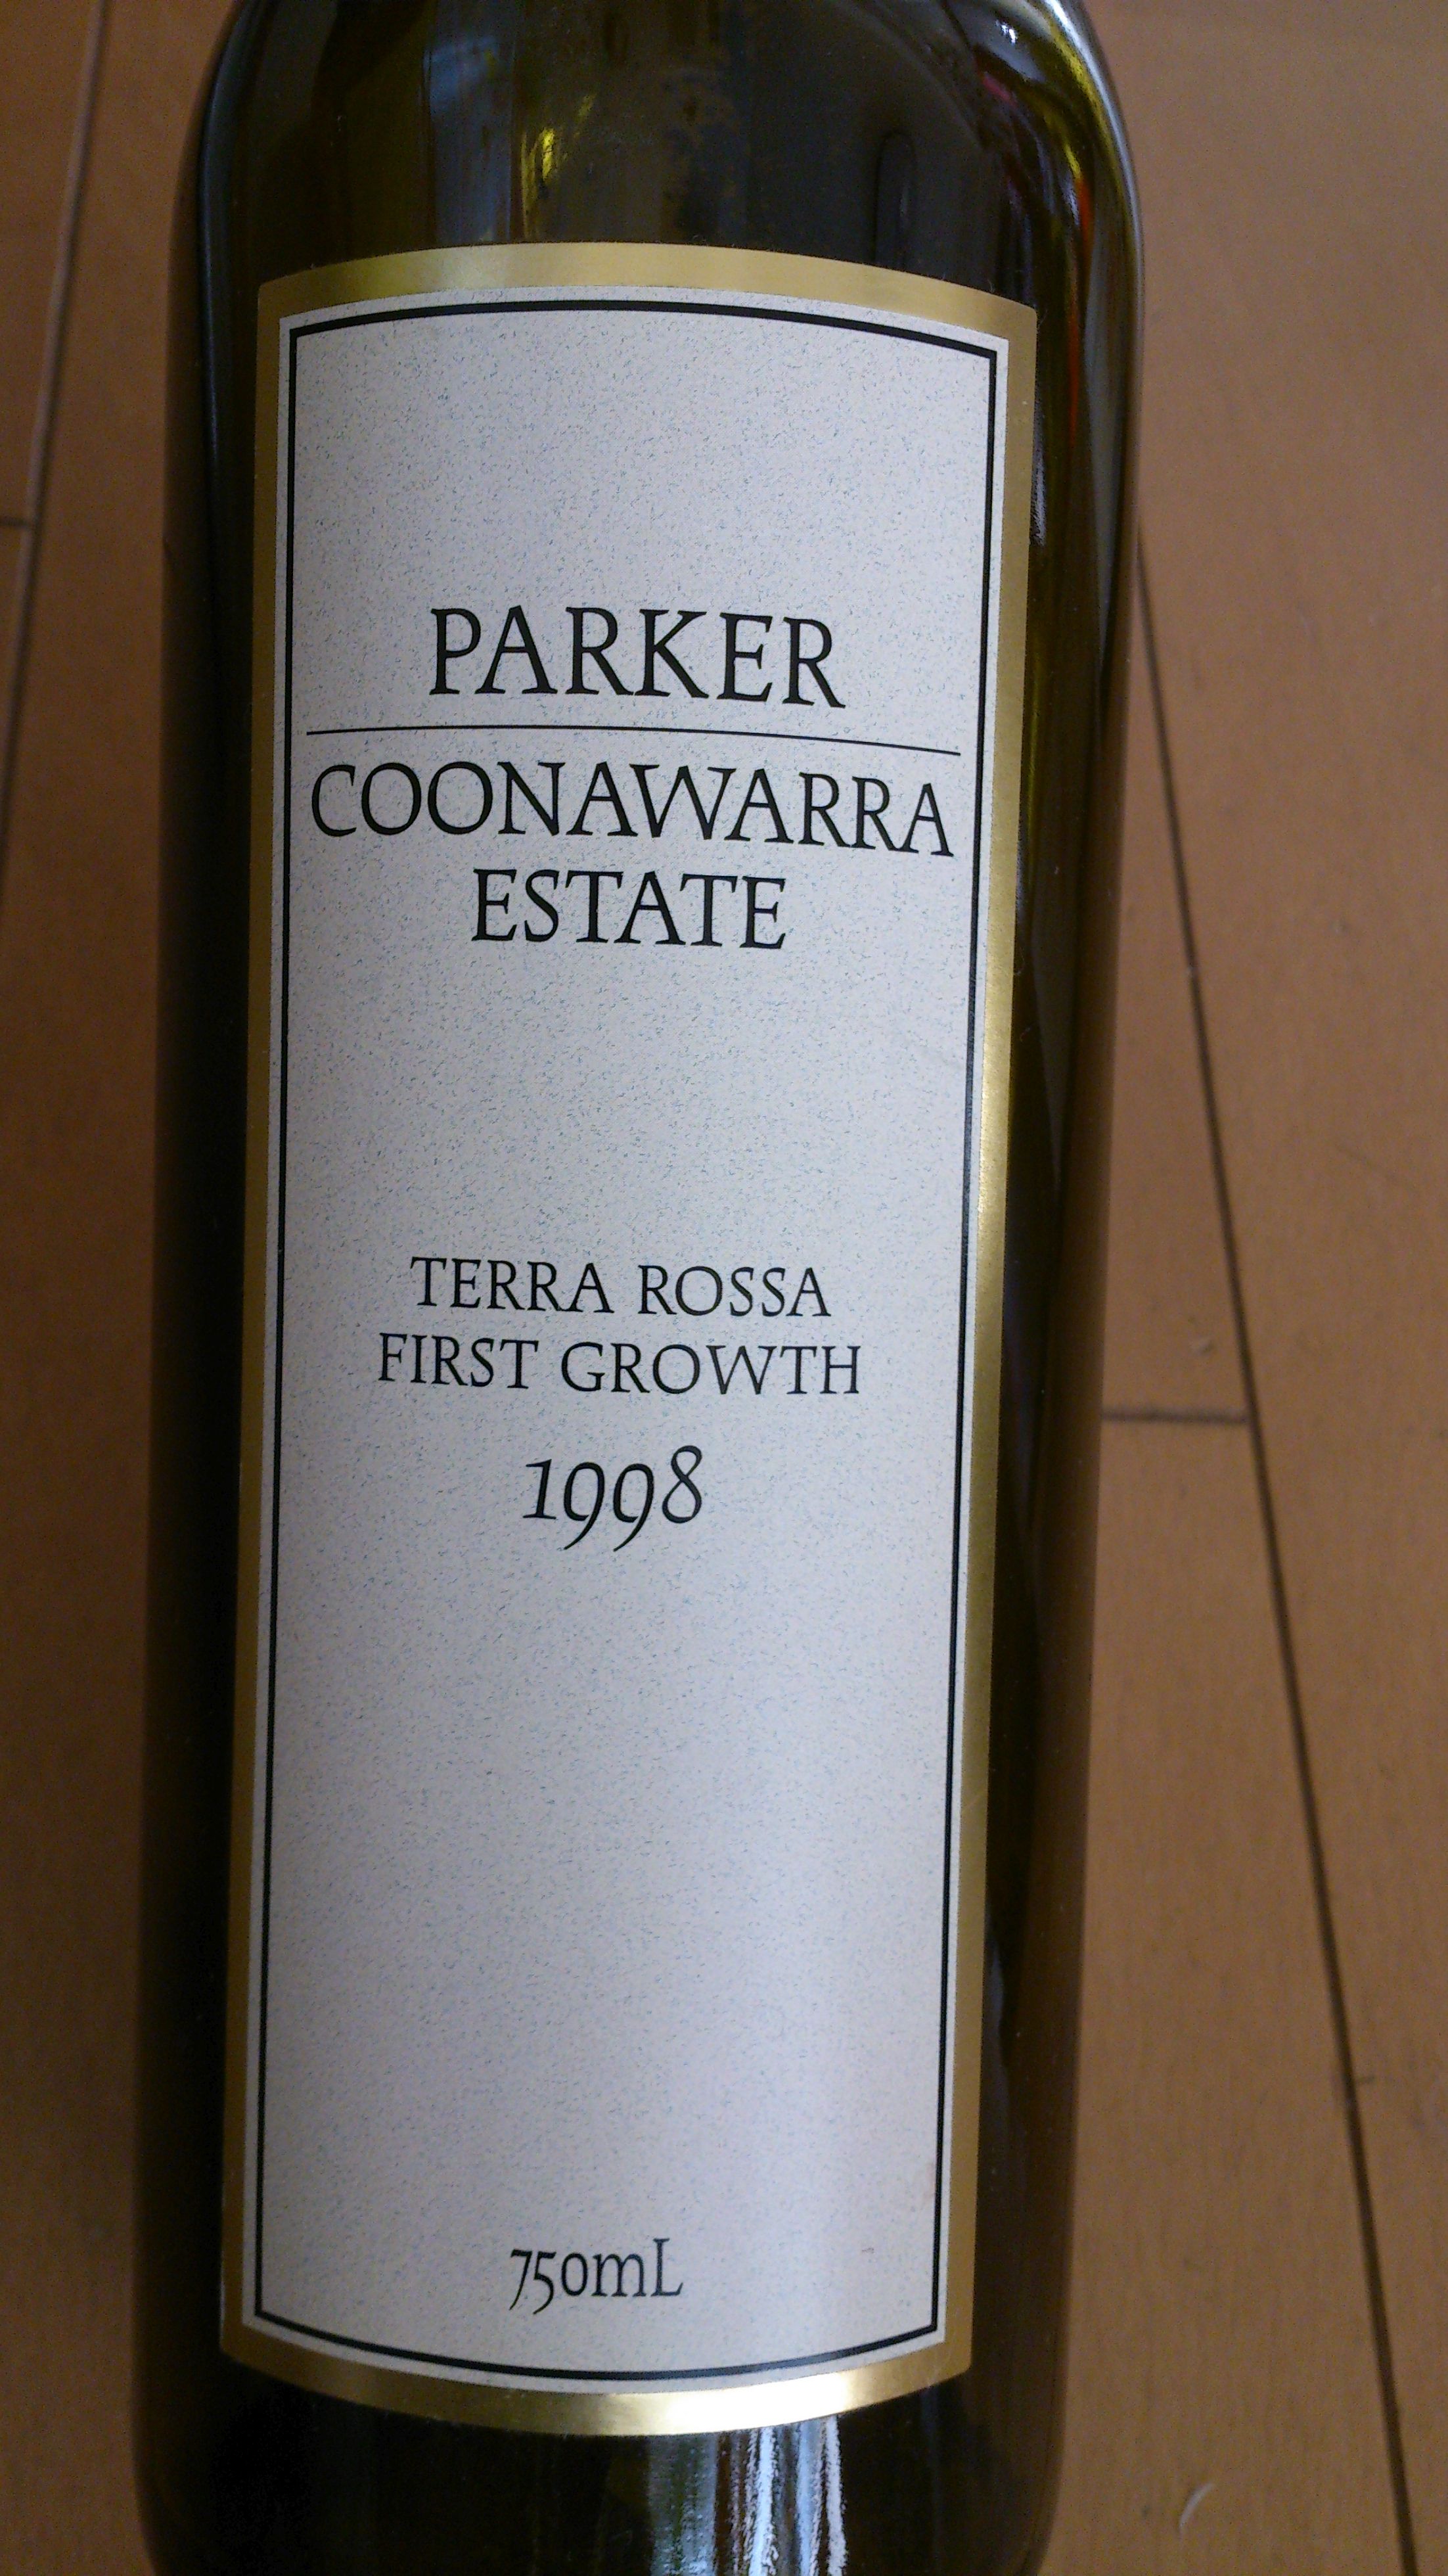 PARKER
COONAWARRA
ESTATE
TERRA ROSSA
FIRST GROWTH
1998
750mL